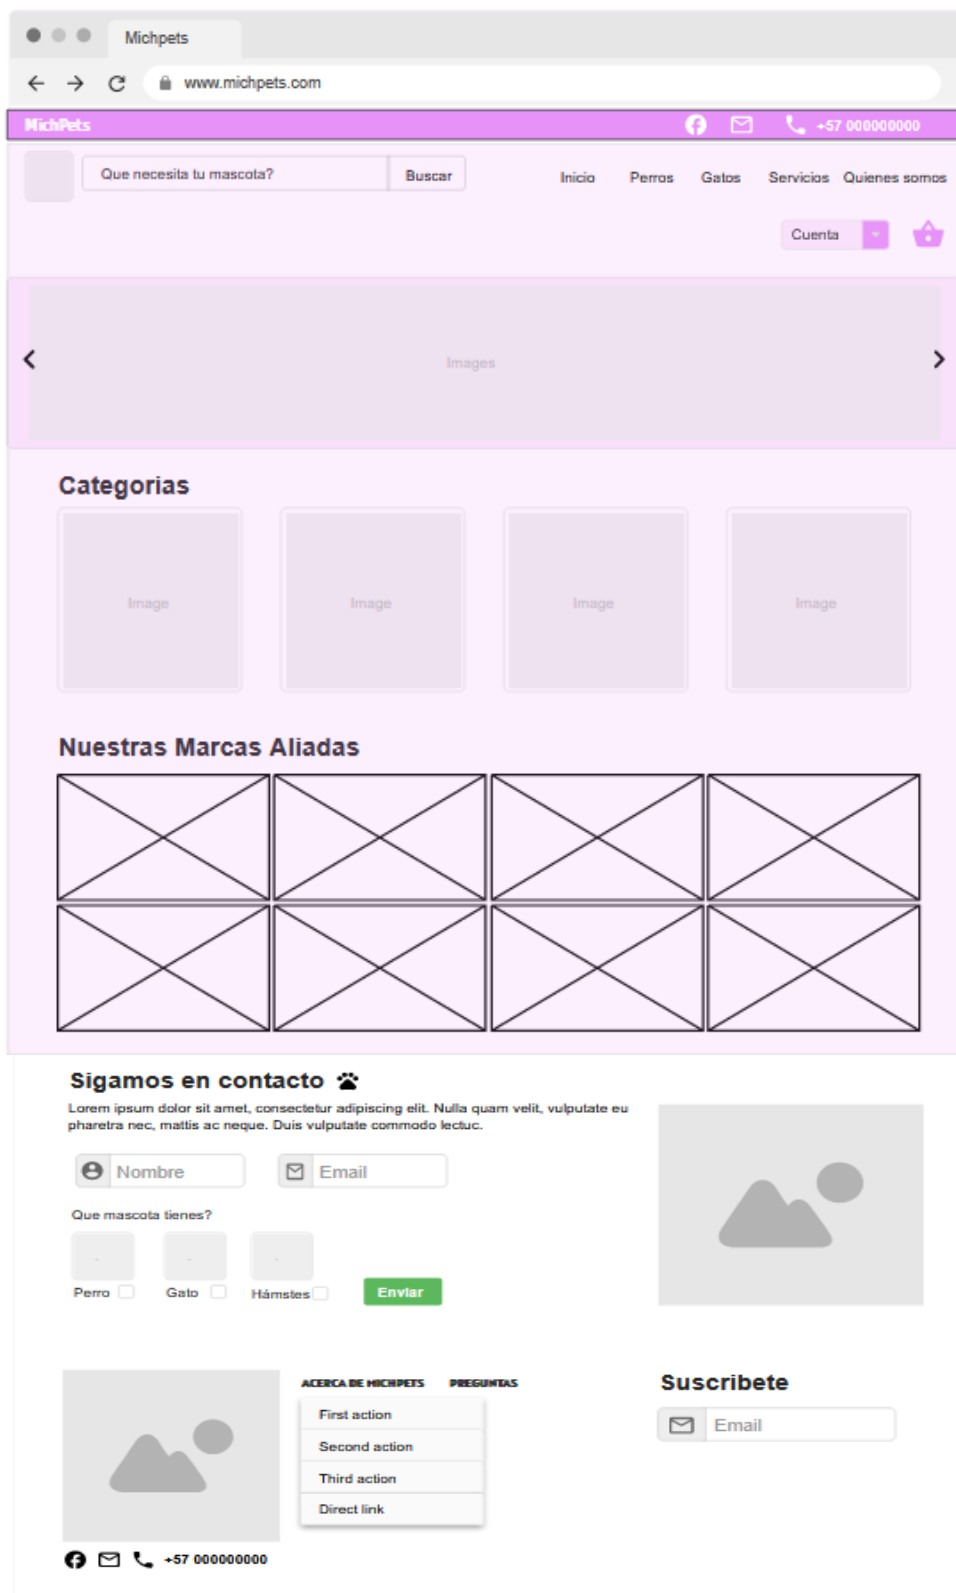 Michpets
www.michpets.com
MichPets
+57 000000000
Que necesita tu mascota?
Buscar
Inicio
Perros
Gatos
Servicios
Quienes somos
Cuenta
Images
Categorias
Image
Image
Image
Image
Nuestras Marcas Aliadas
Sigamos en contacto
Lorem ipsum dolor sit amet, consectetur adipiscing elit. Nulla quam velit, vulputate eu
pharetra nec, mattis ac neque. Duis vulputate commodo lectuc.
Nombre
Email
Que mascota tienes?
Perro
Gato
Hámstes
Enviar
ACERCA DE MICHPETS
PREGUNTAS
First action
Second action
Third action
Direct link
Suscribete
Email
+57 000000000